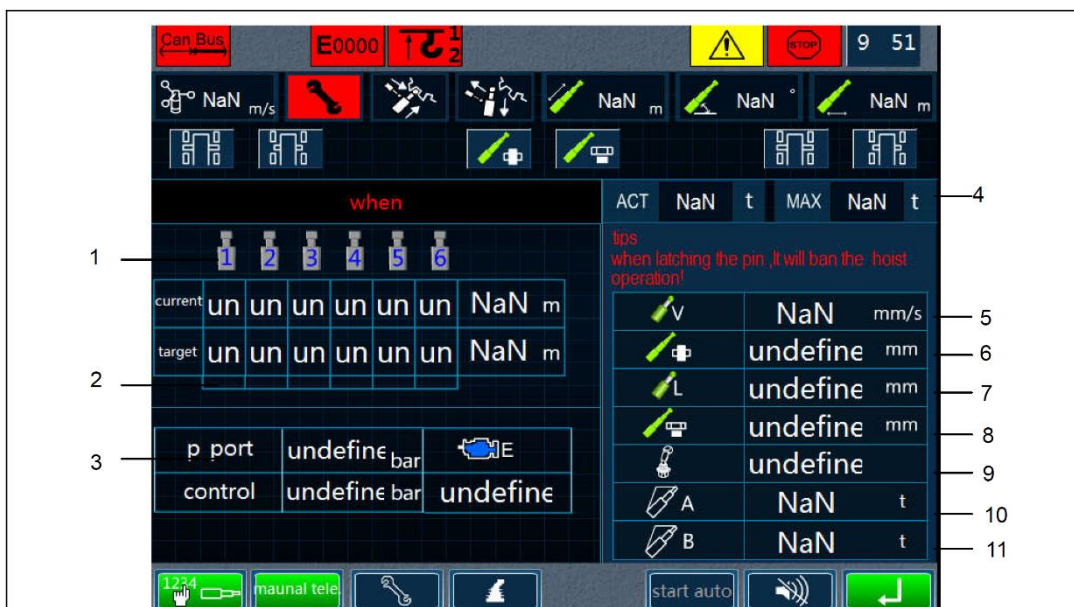 Can Bus E0000 1 2 STOP 9 51
NaN m/s NaN m NaN ° NaN m
when
ACT NaN t MAX NaN t
4
tips
when latching the pin ,It will ban the hoist
operation!
1
1 2 3 4 5 6
current un un un un un un NaN m
target un un un un un un NaN m
2
V NaN mm/s
5
undefine mm
6
L undefine mm
7
undefine mm
8
undefine
9
A NaN t
10
B NaN t
11
3
p port undefine bar E
control undefine bar undefine
1234 maunal tele. start auto